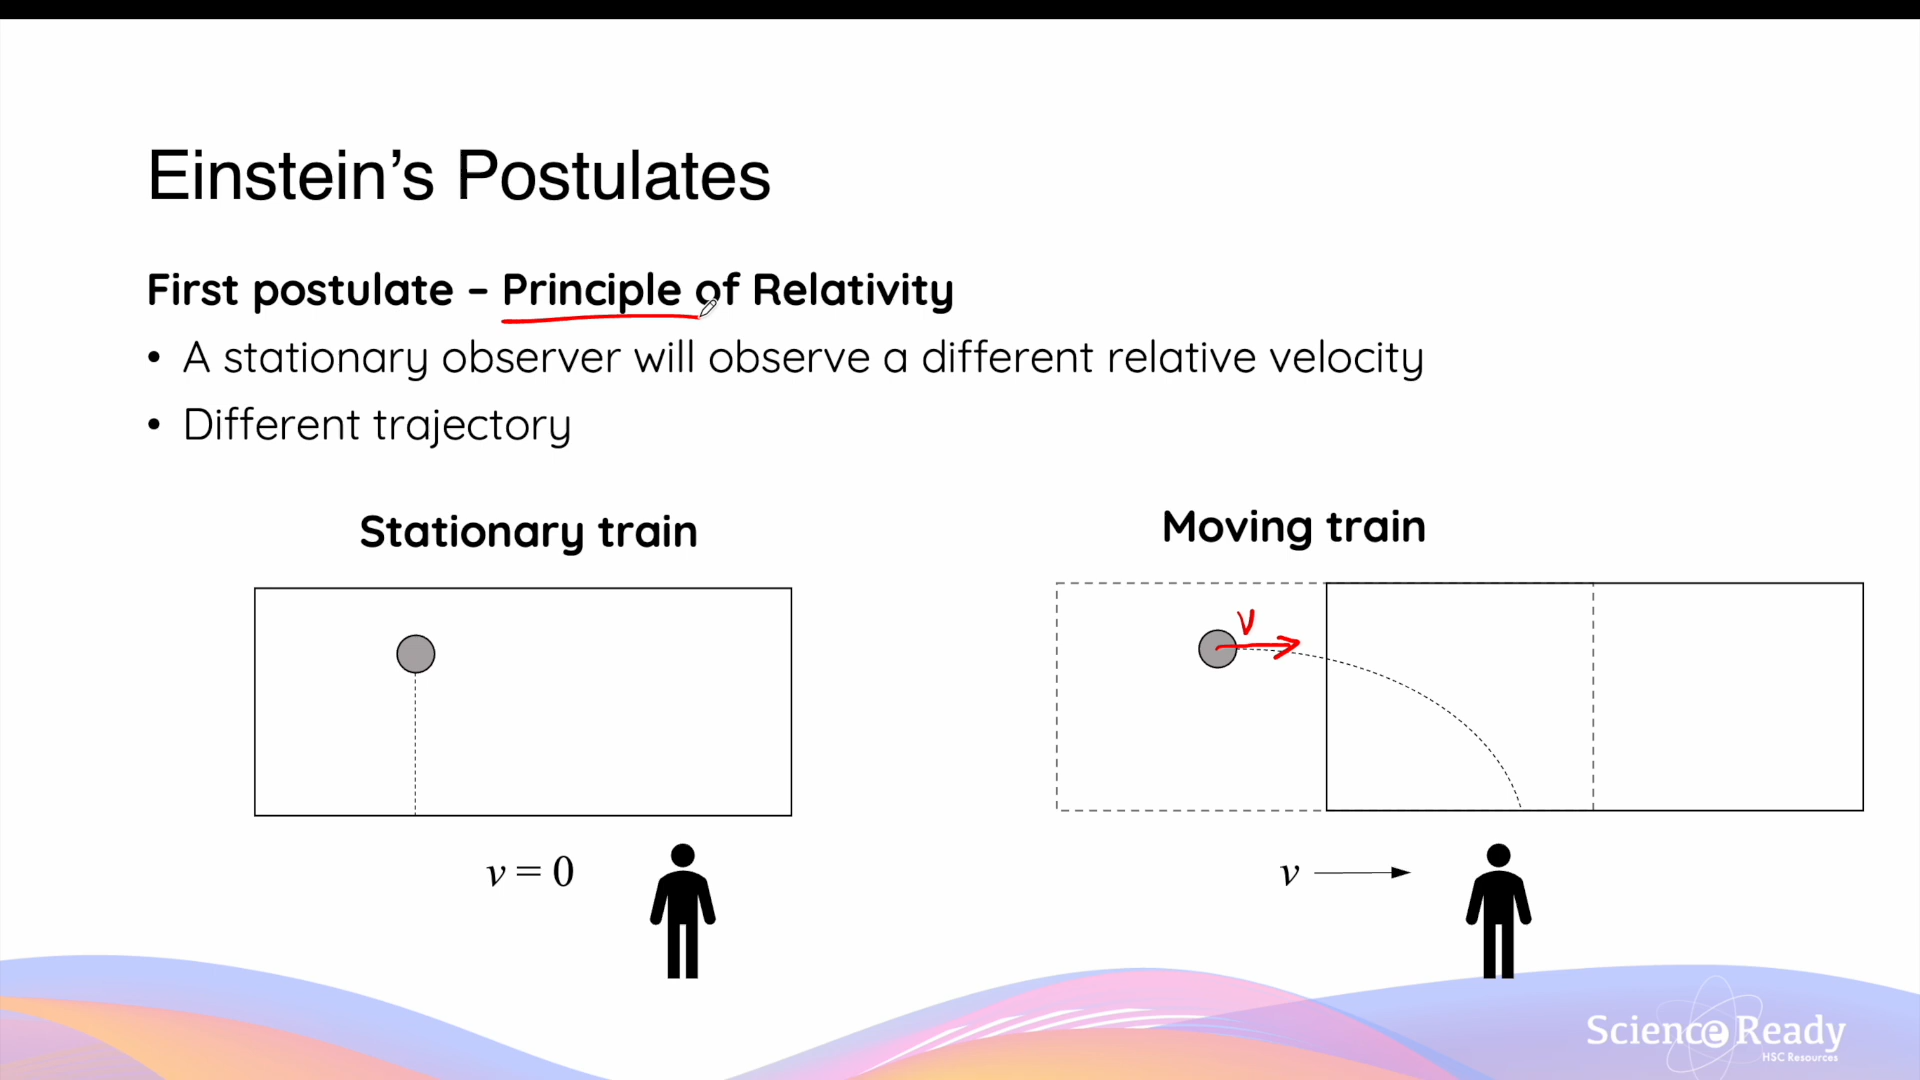 Einstein’s Postulates
First postulate – Principle of Relativity
• A stationary observer will observe a different relative velocity
• Different trajectory
Stationary train
Moving train
v
v = 0
v
Science Ready
HSC Resources